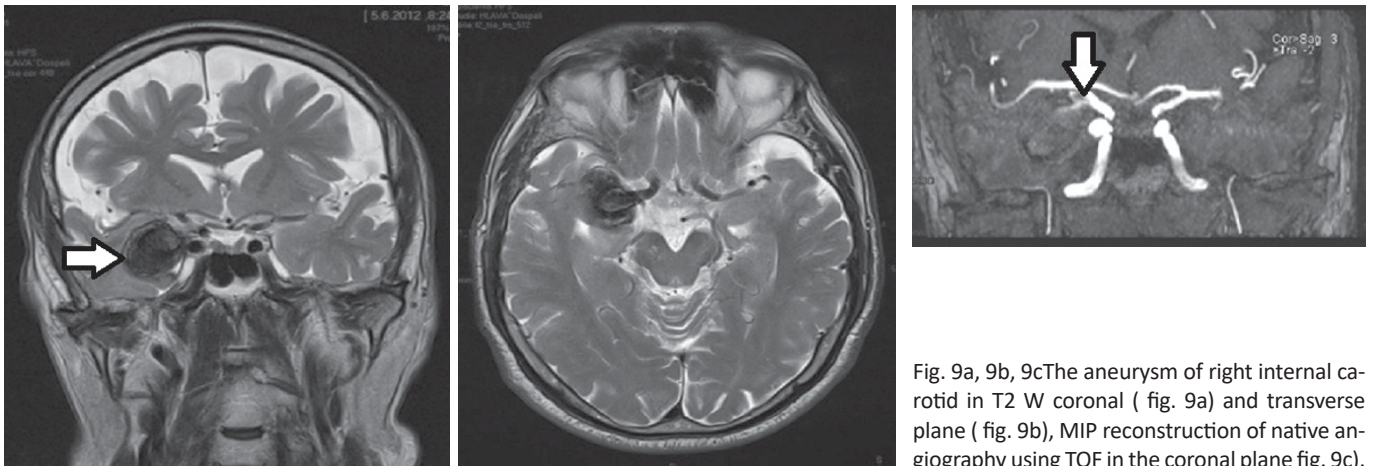 [ 5.6.2012 ,8:24
HLAVA Dospeli
Cor>Sag 3
*Tra -2
Fig. 9a, 9b, 9cThe aneurysm of right internal ca-
rotid in T2 W coronal ( fig. 9a) and transverse
plane ( fig. 9b), MIP reconstruction of native an-
giography using TOF in the coronal plane fig. 9c).